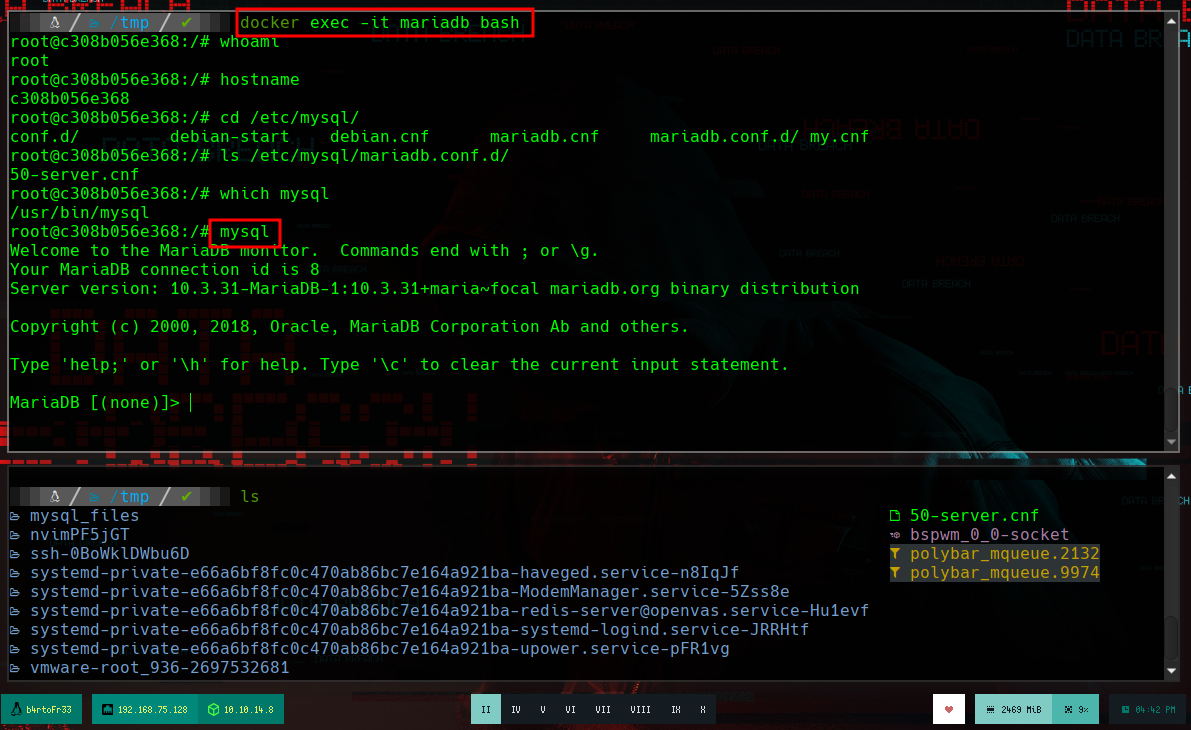 / /tmp / ✔ docker exec -it mariadb bash
root@c308b056e368:/# whoami
root
root@c308b056e368:/# hostname
c308b056e368
root@c308b056e368:/# cd /etc/mysql/
conf.d/ debian-start debian.cnf mariadb.cnf mariadb.conf.d/ my.cnf
root@c308b056e368:/# ls /etc/mysql/mariadb.conf.d/
50-server.cnf
root@c308b056e368:/# which mysql
/usr/bin/mysql
root@c308b056e368:/# mysql
Welcome to the MariaDB monitor.  Commands end with ; or \g.
Your MariaDB connection id is 8
Server version: 10.3.31-MariaDB-1:10.3.31+maria~focal mariadb.org binary distribution
Copyright (c) 2000, 2018, Oracle, MariaDB Corporation Ab and others.
Type 'help;' or '\h' for help. Type '\c' to clear the current input statement.
MariaDB [(none)]>
/ /tmp / ✔ ls
mysql_files 50-server.cnf
nvimPF5jGT bspwm_0_0-socket
ssh-0BoWklDWbu6D polybar_mqueue.2132
systemd-private-e66a6bf8fc0c470ab86bc7e164a921ba-haveged.service-n8IqJf polybar_mqueue.9974
systemd-private-e66a6bf8fc0c470ab86bc7e164a921ba-ModemManager.service-5Zss8e
systemd-private-e66a6bf8fc0c470ab86bc7e164a921ba-redis-server@openvas.service-Hu1evf
systemd-private-e66a6bf8fc0c470ab86bc7e164a921ba-systemd-logind.service-JRRHtf
systemd-private-e66a6bf8fc0c470ab86bc7e164a921ba-upower.service-pFR1vg
vmware-root_936-2697532681
b4rtoFr33 192.168.75.128 10.10.14.8 II IV V VI VII VIII IX X 2469 MiB 9% 04:42 PM